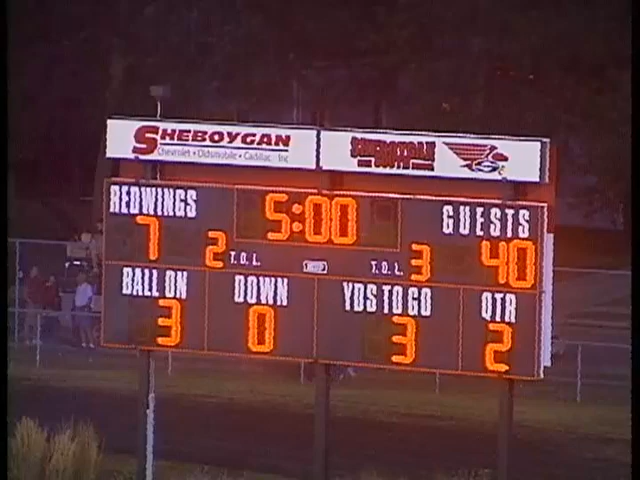 SHEBOYGAN
Chevrolet • Oldsmobile • Cadillac, Inc
SHEBOYGAN
REDWINGS 5:00 GUESTS
7 2 T.O.L. T.O.L. 3 40
BALL ON DOWN YDS TO GO QTR
3 0 3 2